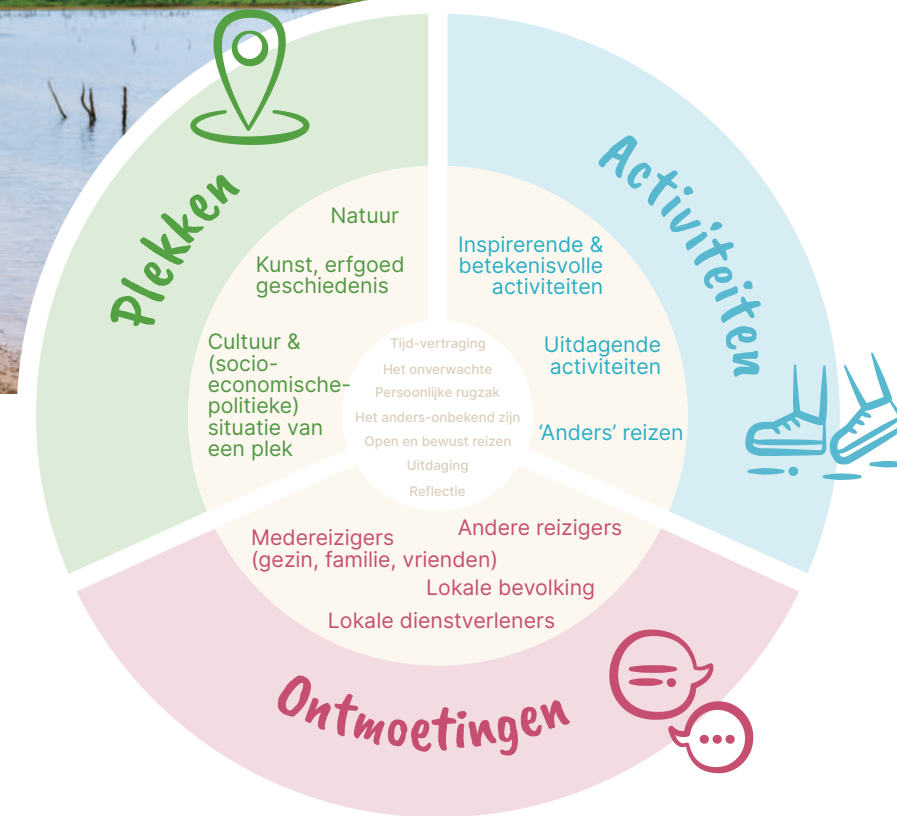 Plekken
Natuur
Kunst, erfgoed
geschiedenis
Cultuur &
(socio-
economische-
politieke)
situatie van
een plek
Activiteiten
Inspirerende &
betekenisvolle
activiteiten
Uitdagende
activiteiten
‘Anders’ reizen
Tijd-vertraging
Het onverwachte
Persoonlijke rugzak
Het anders-onbekend zijn
Open en bewust reizen
Uitdaging
Reflectie
Medereizigers
(gezin, familie, vrienden)
Andere reizigers
Lokale bevolking
Lokale dienstverleners
Ontmoetingen